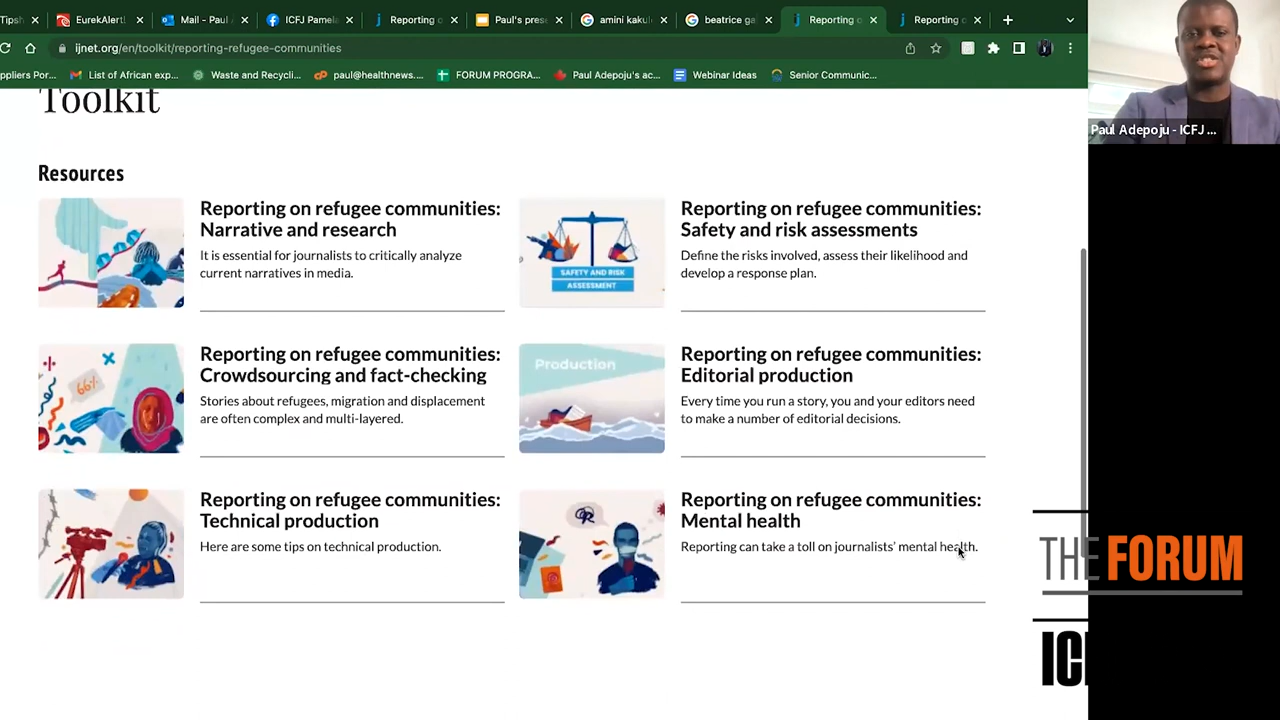 Tipsh
EurekAlert!
Mail - Paul A
ICFJ Pamela
Reporting o
Paul's pres
amini kakule
beatrice ga
Reporting o
Reporting o
ijnet.org/en/toolkit/reporting-refugee-communities
ppliers Por...
List of African exp...
Waste and Recycli...
paul@healthnews....
FORUM PROGRA...
Paul Adepoju's ac...
Webinar Ideas
Senior Communic...
Paul Adepoju - ICFJ ...
Toolkit
Resources
Reporting on refugee communities:
Narrative and research
It is essential for journalists to critically analyze
current narratives in media.
SAFETY AND RISK
ASSESSMENT
Reporting on refugee communities:
Safety and risk assessments
Define the risks involved, assess their likelihood and
develop a response plan.
66%
Reporting on refugee communities:
Crowdsourcing and fact-checking
Stories about refugees, migration and displacement
are often complex and multi-layered.
Production
Reporting on refugee communities:
Editorial production
Every time you run a story, you and your editors need
to make a number of editorial decisions.
Reporting on refugee communities:
Technical production
Here are some tips on technical production.
Reporting on refugee communities:
Mental health
Reporting can take a toll on journalists' mental health.
THE FORUM
ICF